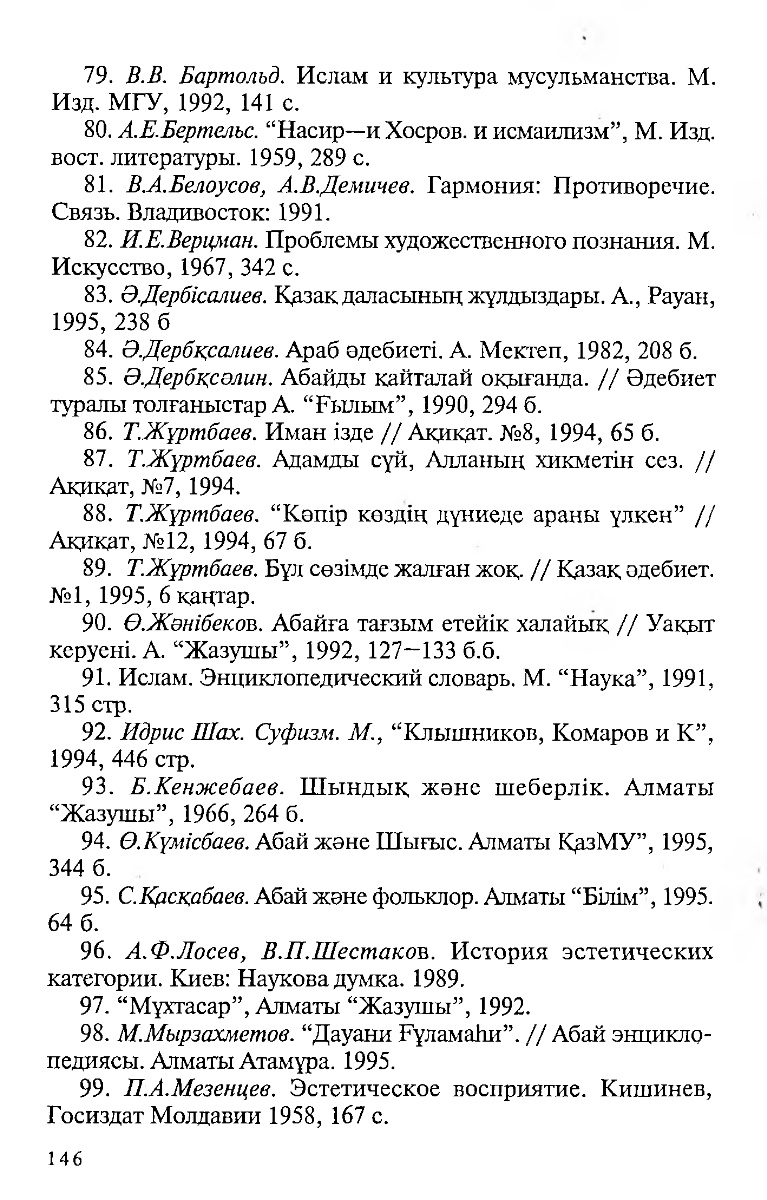 79. В.В. Бартольд. Ислам и культура мусульманства. М.
Изд. МГУ, 1992, 141 с.
80. А.Е.Бертельс. “Насир—и Хосров. и исмаилизм”, М. Изд.
вост. литературы. 1959, 289 с.
81. В.А.Белоусов, А.В.Демичев. Гармония: Противоречие.
Связь. Владивосток: 1991.
82. И.Е.Верцман. Проблемы художественного познания. М.
Искусство, 1967, 342 с.
83. Ә.Дербісалиев. Қазақ даласының жұлдыздары. А., Рауан,
1995, 238 б
84. Ә.Дербқсалиев. Араб әдебиеті. А. Мектеп, 1982, 208 б.
85. Ә.Дербқсәлин. Абайды қайталай оқығанда. // Әдебиет
туралы толғаныстар А. “Ғылым”, 1990, 294 б.
86. Т.Жұртбаев. Иман ізде // Ақиқат. №8, 1994, 65 б.
87. Т.Жұртбаев. Адамды сүй, Алланың хикметін сез. //
Ақиқат, №7, 1994.
88. Т.Жұртбаев. “Кәпір көздің дүниеде араны үлкен” //
Ақиқат, №12, 1994, 67 б.
89. Т.Жұртбаев. Бұл сөзімде жалған жоқ. // Қазақ әдебиет.
№1, 1995, 6 қаңтар.
90. Ө.Жәнібеков. Абайға тағзым етейік халайық // Уақыт
керуені. А. “Жазушы”, 1992, 127—133 б.б.
91. Ислам. Энциклопедический словарь. М. “Наука”, 1991,
315 стр.
92. Идрис Шах. Суфизм. М., “Клышников, Комаров и К”,
1994, 446 стр.
93. Б.Кенжебаев. Шындық және шеберлік. Алматы
“Жазушы”, 1966, 264 б.
94. Ө.Күмісбаев. Абай және Шығыс. Алматы ҚазМУ”, 1995,
344 б.
95. С.Қасқабаев. Абай және фольклор. Алматы “Білім”, 1995.
64 б.
96. А.Ф.Лосев, В.П.Шестаков. История эстетических
категории. Киев: Наукова думка. 1989.
97. “Мұхтасар”, Алматы “Жазушы”, 1992.
98. М.Мырзахметов. “Дауани Ғұламаһи”. // Абай энцикло-
педиясы. Алматы Атамұра. 1995.
99. П.А.Мезенцев. Эстетическое восприятие. Кишинев,
Госиздат Молдавии 1958, 167 с.
146